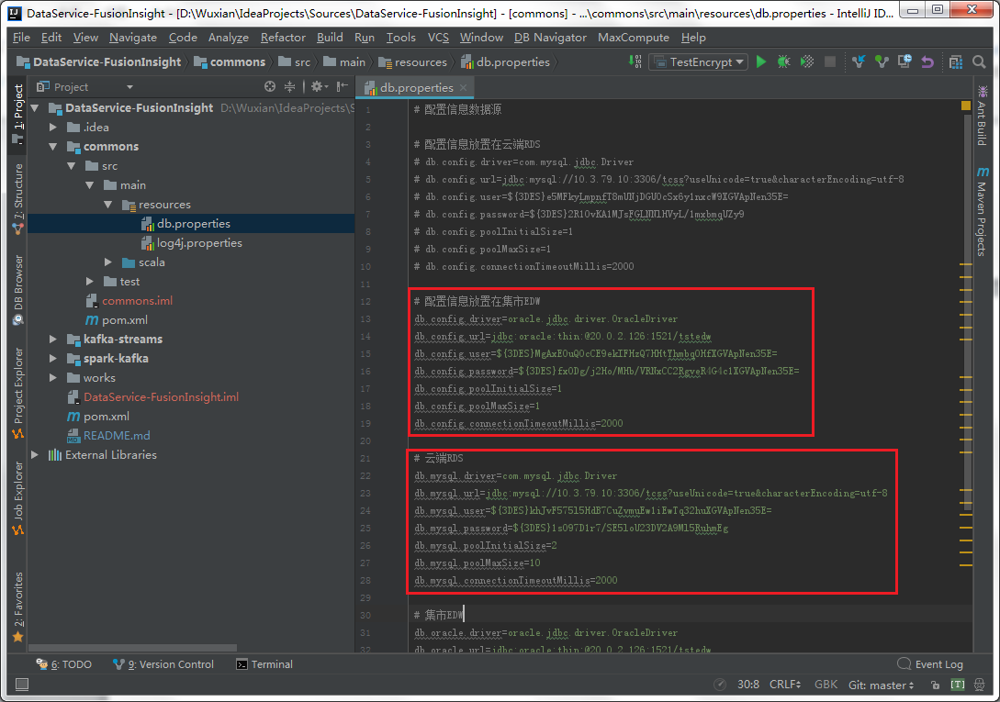 DataService-FusionInsight - [D:\Wuxian\IdeaProjects\Sources\DataService-FusionInsight] - [commons] - ...\commons\src\main\resources\db.properties - IntelliJ ID...
File Edit View Navigate Code Analyze Refactor Build Run Tools VCS Window DB Navigator MaxCompute Help
DataService-FusionInsight commons src main resources db.properties TestEncrypt
Project
db.properties
1: Project
7: Structure
DB Browser
Project Explorer
Job Explorer
2: Favorites
DataService-FusionInsight D:\Wuxian\IdeaProjects\S
.idea
commons
src
main
resources
db.properties
log4j.properties
scala
test
commons.iml
pom.xml
kafka-streams
spark-kafka
works
DataService-FusionInsight.iml
pom.xml
README.md
External Libraries
1 # 配置信息数据源
2
3 # 配置信息放置在云端RDS
4 # db.config.driver=com.mysql.jdbc.Driver
5 # db.config.url=jdbc:mysql://10.3.79.10:3306/tcss?useUnicode=true&characterEncoding=utf-8
6 # db.config.user=${3DES}e5MFkyLmpnfT8mUNjDGUOcSx6y1nxcW9XGVApNen35E=
7 # db.config.password=${3DES}2R10vKA1MJsFGLNNlHVyL/1mxbmqUZy9
8 # db.config.poolInitialSize=1
9 # db.config.poolMaxSize=1
10 # db.config.connectionTimeoutMillis=2000
11
12 # 配置信息放置在集市EDW
13 db.config.driver=oracle.jdbc.driver.OracleDriver
14 db.config.url=jdbc:oracle:thin:@20.0.2.126:1521/tstedw
15 db.config.user=${3DES}MgAxE0uQ0cCE9ekIFHzQ7HHtYhmbq0HfXGVApNen35E=
16 db.config.password=${3DES}fx0Dg/j2Ho/MHb/VRNxCC2RgveR4G4c1XGVApNen35E=
17 db.config.poolInitialSize=1
18 db.config.poolMaxSize=1
19 db.config.connectionTimeoutMillis=2000
20
21 # 云端RDS
22 db.mysql.driver=com.mysql.jdbc.Driver
23 db.mysql.url=jdbc:mysql://10.3.79.10:3306/tcss?useUnicode=true&characterEncoding=utf-8
24 db.mysql.user=${3DES}khJvF575l5HdB7CuZvmuEw1iEwTq32huXGVApNen35E=
25 db.mysql.password=${3DES}1s097D1r7/SE5loU23DV2A9Ml5RuhmEg
26 db.mysql.poolInitialSize=2
27 db.mysql.poolMaxSize=10
28 db.mysql.connectionTimeoutMillis=2000
29
30 # 集市EDW
31 db.oracle.driver=oracle.jdbc.driver.OracleDriver
32 db.oracle.url=jdbc:oracle:thin:@20.0.2.126:1521/tstedw
Ant Build
Maven Projects
6: TODO 9: Version Control Terminal Event Log
30:8 CRLF GBK Git: master [T]